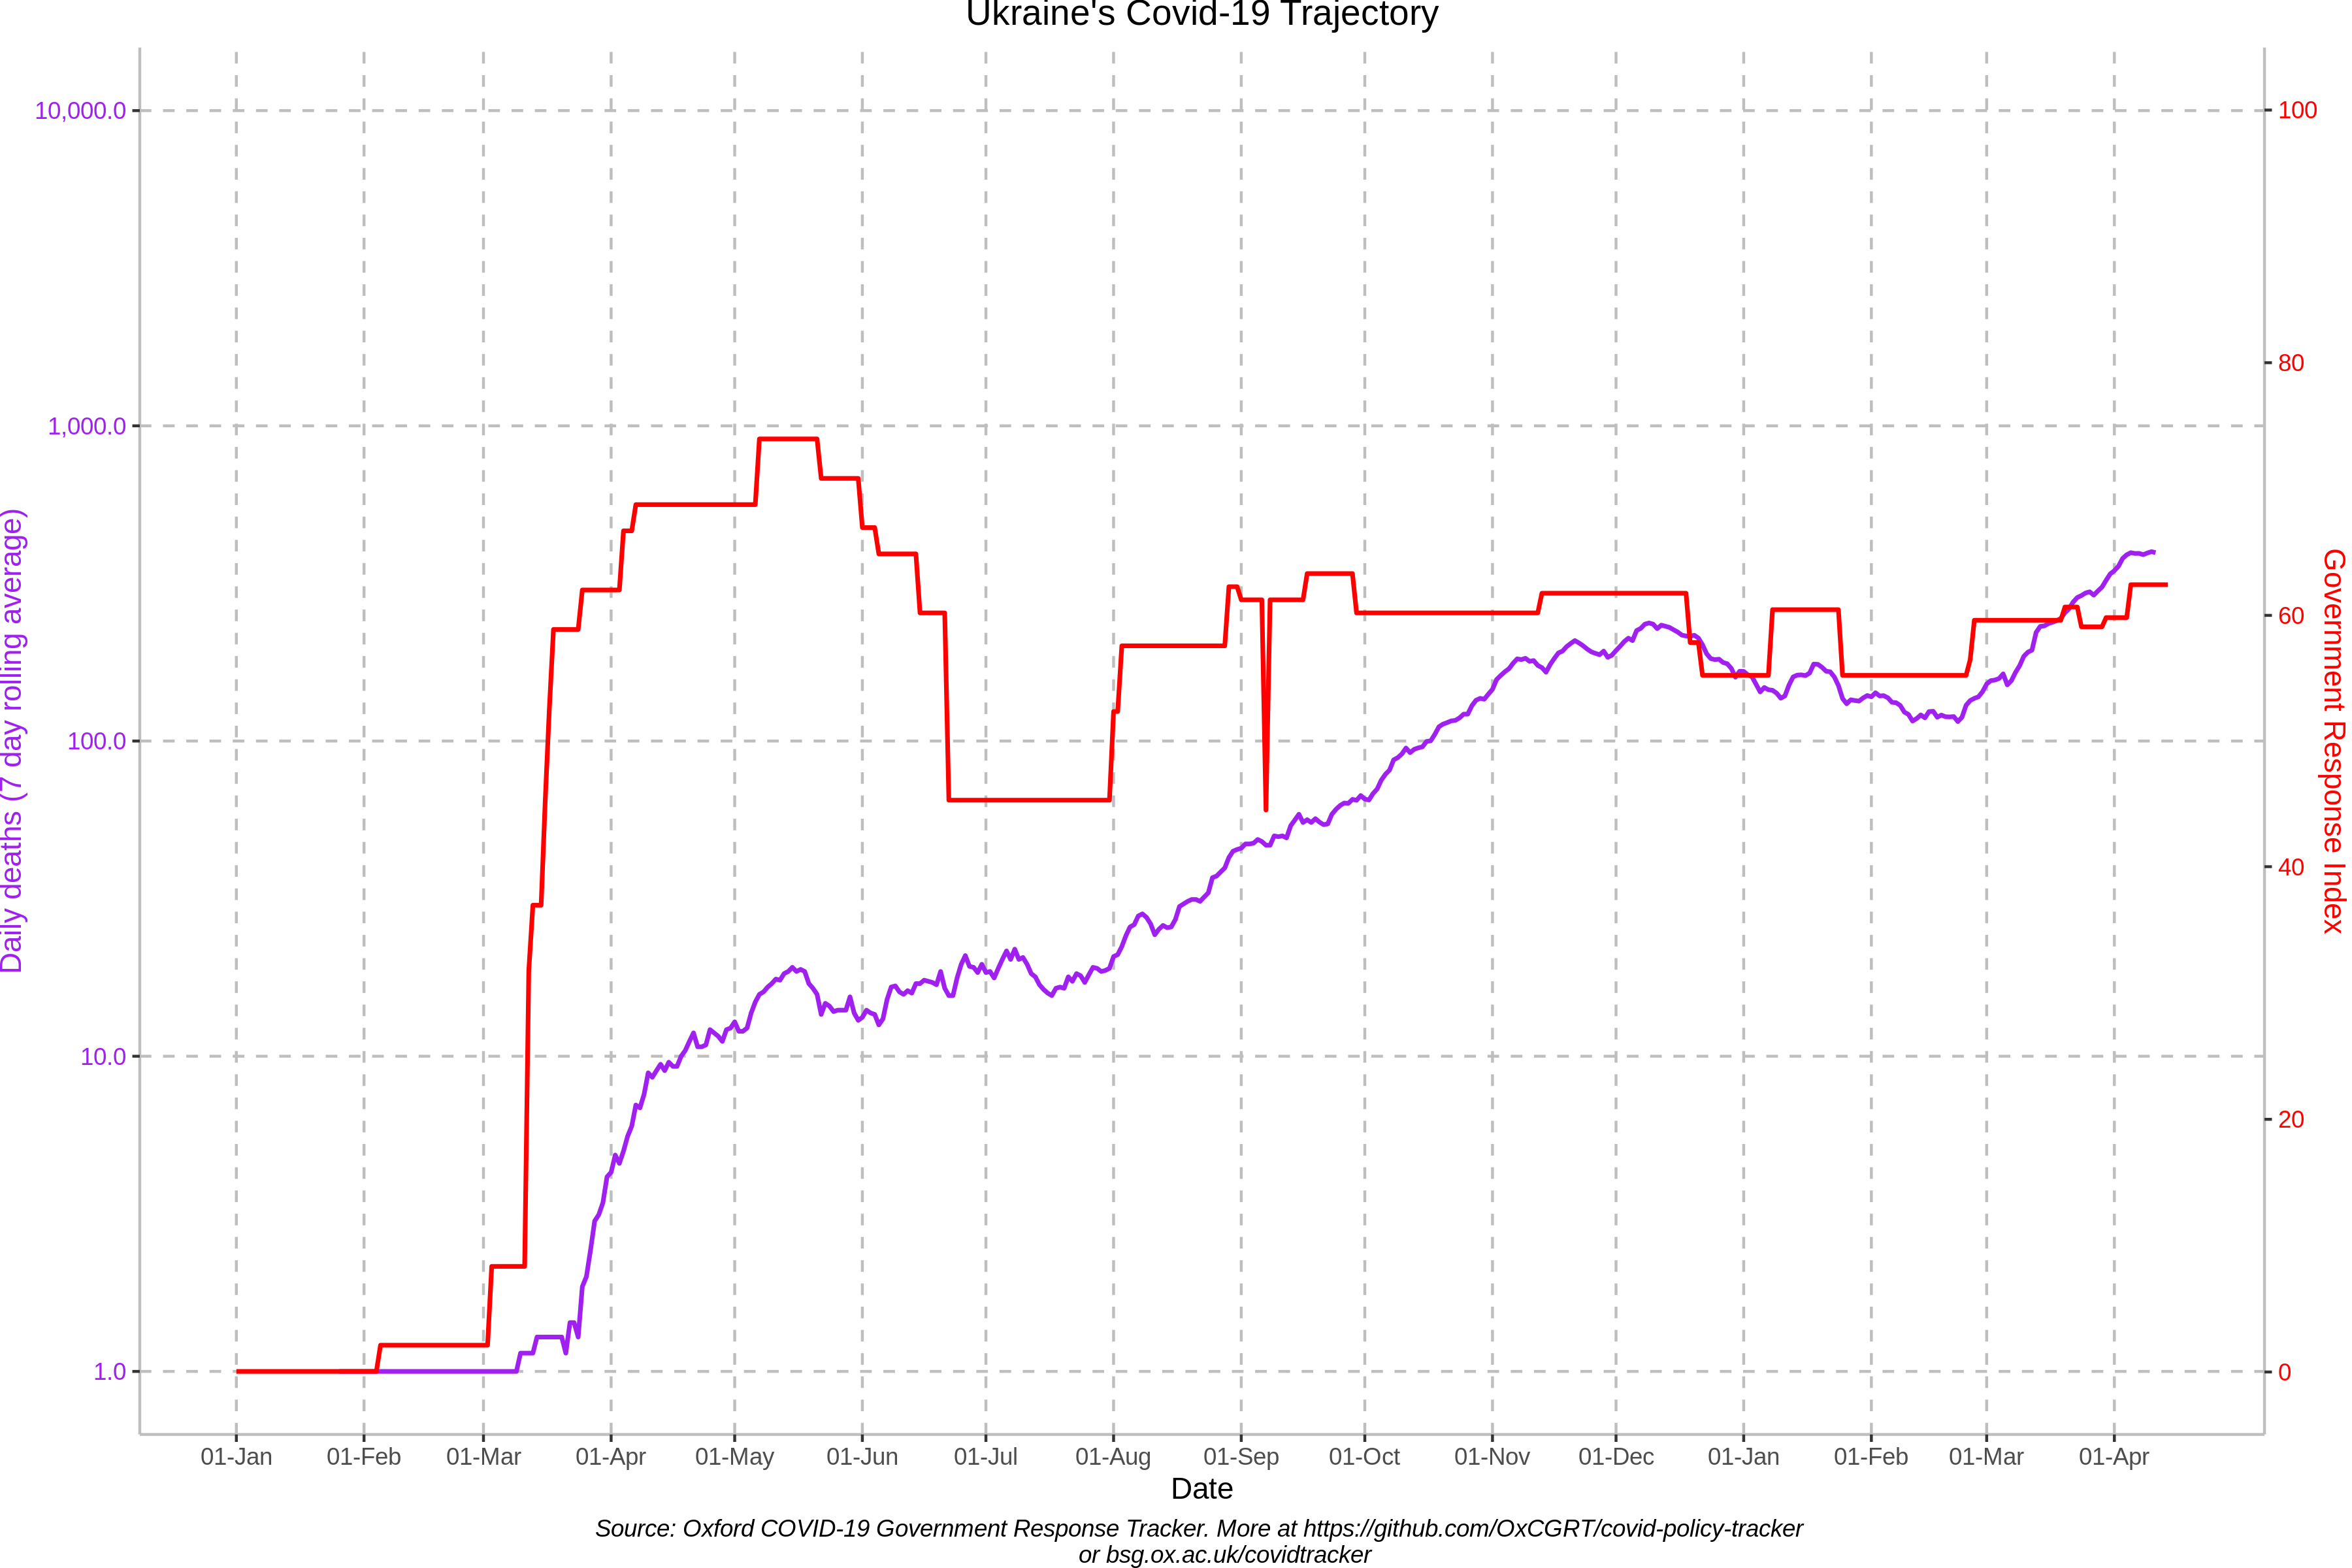 Ukraine's Covid-19 Trajectory
10,000.0
1,000.0
100.0
10.0
1.0
Daily deaths (7 day rolling average)
100
80
60
40
20
0
Government Response Index
01-Jan 01-Feb 01-Mar 01-Apr 01-May 01-Jun 01-Jul 01-Aug 01-Sep 01-Oct 01-Nov 01-Dec 01-Jan 01-Feb 01-Mar 01-Apr
Date
Source: Oxford COVID-19 Government Response Tracker. More at https://github.com/OxCGRT/covid-policy-tracker
or bsg.ox.ac.uk/covidtracker